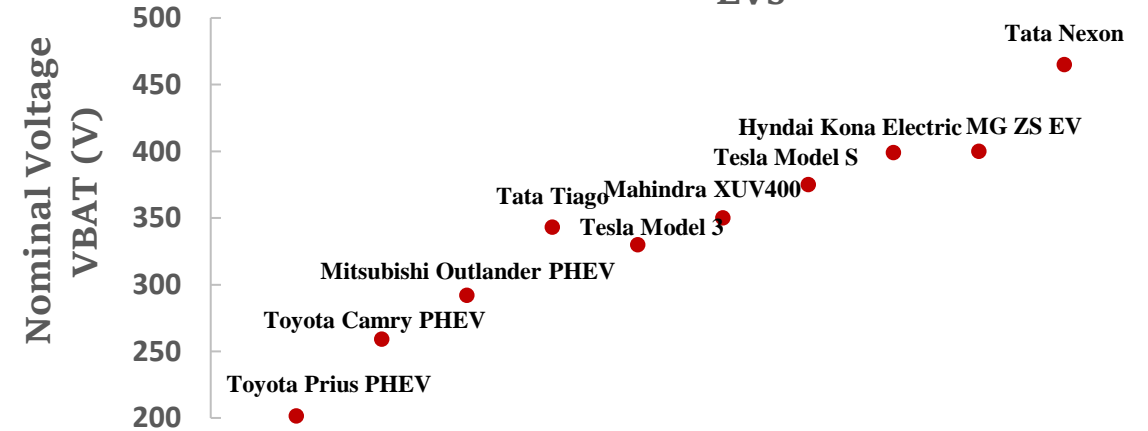 EVs
Nominal Voltage
VBAT (V)
500
450
400
350
300
250
200
Tata Nexon
Hyndai Kona Electric
MG ZS EV
Tesla Model S
Mahindra XUV400
Tata Tiago
Tesla Model 3
Mitsubishi Outlander PHEV
Toyota Camry PHEV
Toyota Prius PHEV